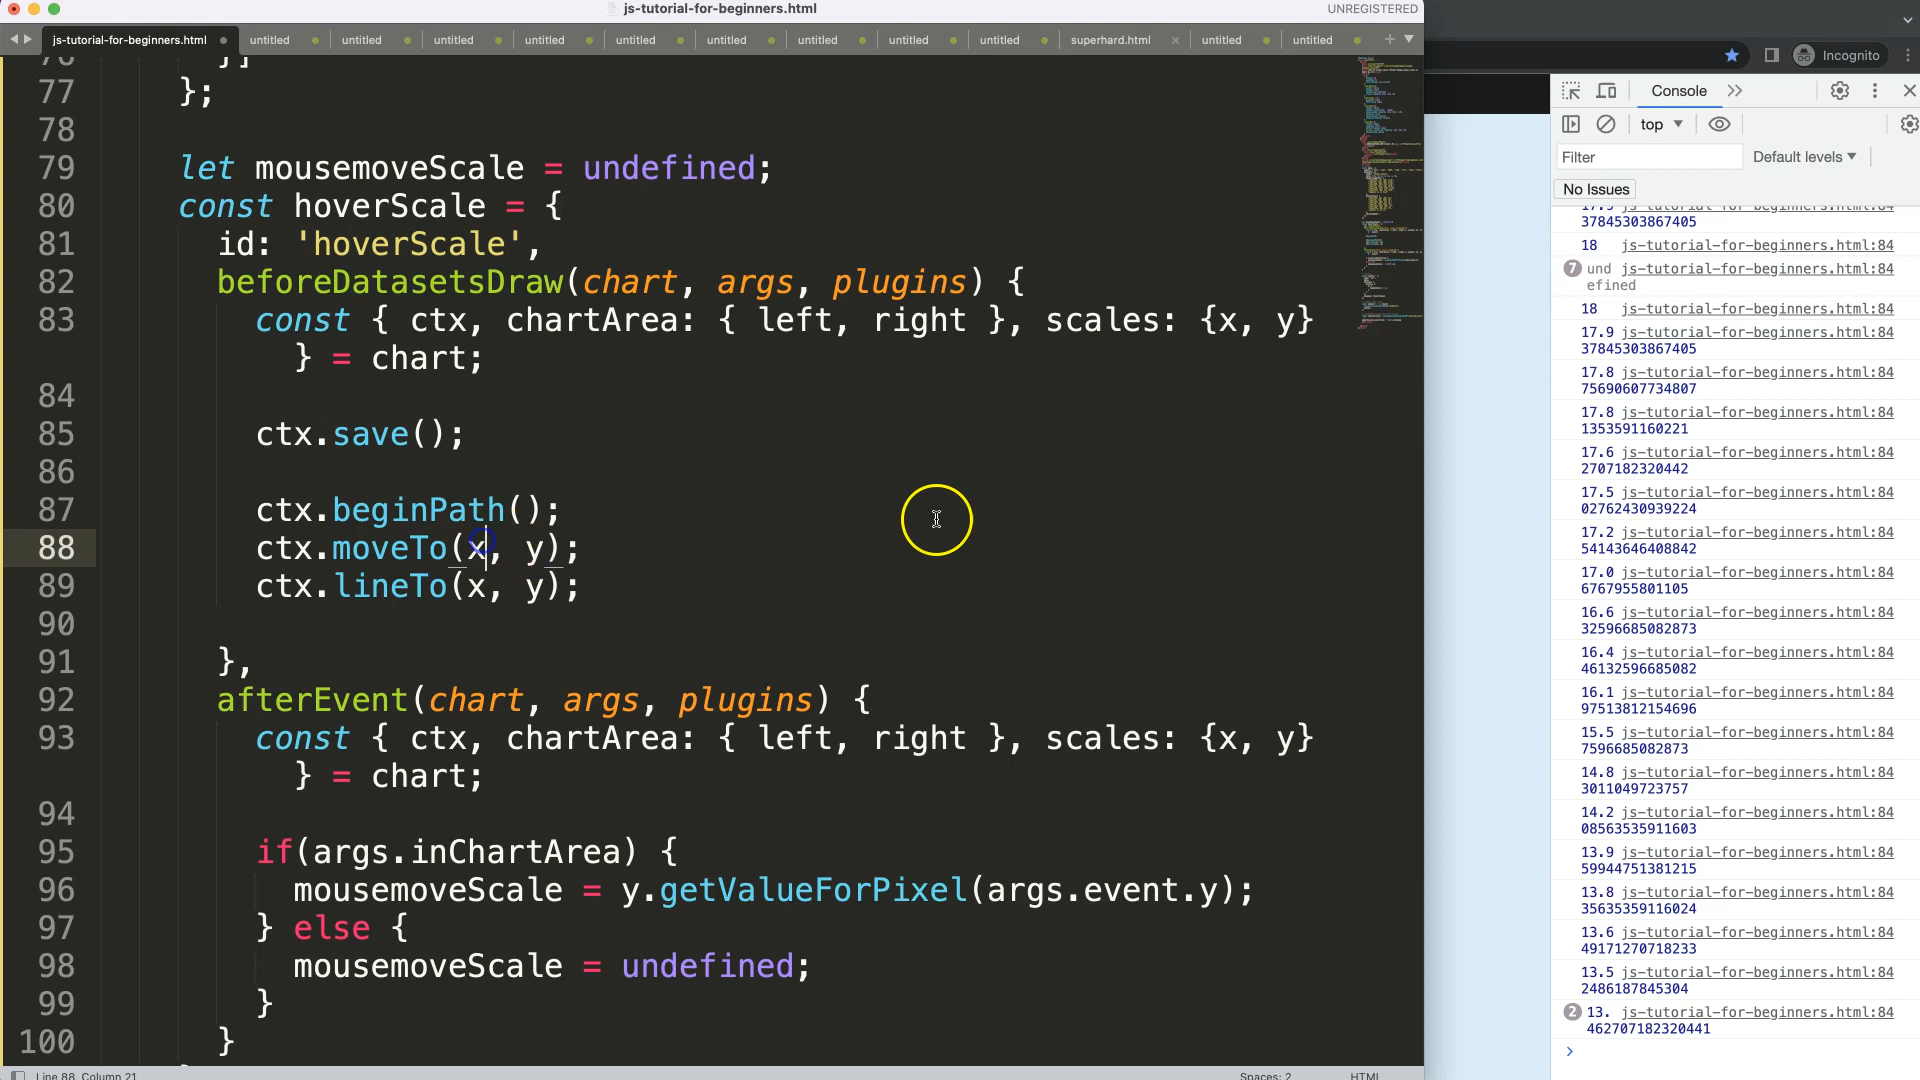 js-tutorial-for-beginners.html
UNREGISTERED
js-tutorial-for-beginners.html untitled untitled untitled untitled untitled untitled untitled untitled untitled superhard.html untitled untitled
77 };
78
79 let mousemoveScale = undefined;
80 const hoverScale = {
81 id: 'hoverScale',
82 beforeDatasetsDraw(chart, args, plugins) {
83 const { ctx, chartArea: { left, right }, scales: {x, y}
} = chart;
84
85 ctx.save();
86
87 ctx.beginPath();
88 ctx.moveTo(x, y);
89 ctx.lineTo(x, y);
90
91 },
92 afterEvent(chart, args, plugins) {
93 const { ctx, chartArea: { left, right }, scales: {x, y}
} = chart;
94
95 if(args.inChartArea) {
96 mousemoveScale = y.getValueForPixel(args.event.y);
97 } else {
98 mousemoveScale = undefined;
99 }
100 }
Line 88, Column 21
Spaces: 2
HTML
Incognito
Console
top
Filter
Default levels
No Issues
37845303867405
18 js-tutorial-for-beginners.html:84
7 und js-tutorial-for-beginners.html:84
efined
18 js-tutorial-for-beginners.html:84
17.9 js-tutorial-for-beginners.html:84
37845303867405
17.8 js-tutorial-for-beginners.html:84
75690607734807
17.8 js-tutorial-for-beginners.html:84
1353591160221
17.6 js-tutorial-for-beginners.html:84
2707182320442
17.5 js-tutorial-for-beginners.html:84
02762430939224
17.2 js-tutorial-for-beginners.html:84
54143646408842
17.0 js-tutorial-for-beginners.html:84
6767955801105
16.6 js-tutorial-for-beginners.html:84
32596685082873
16.4 js-tutorial-for-beginners.html:84
46132596685082
16.1 js-tutorial-for-beginners.html:84
97513812154696
15.5 js-tutorial-for-beginners.html:84
7596685082873
14.8 js-tutorial-for-beginners.html:84
3011049723757
14.2 js-tutorial-for-beginners.html:84
08563535911603
13.9 js-tutorial-for-beginners.html:84
59944751381215
13.8 js-tutorial-for-beginners.html:84
35635359116024
13.6 js-tutorial-for-beginners.html:84
49171270718233
13.5 js-tutorial-for-beginners.html:84
2486187845304
2 13. js-tutorial-for-beginners.html:84
462707182320441